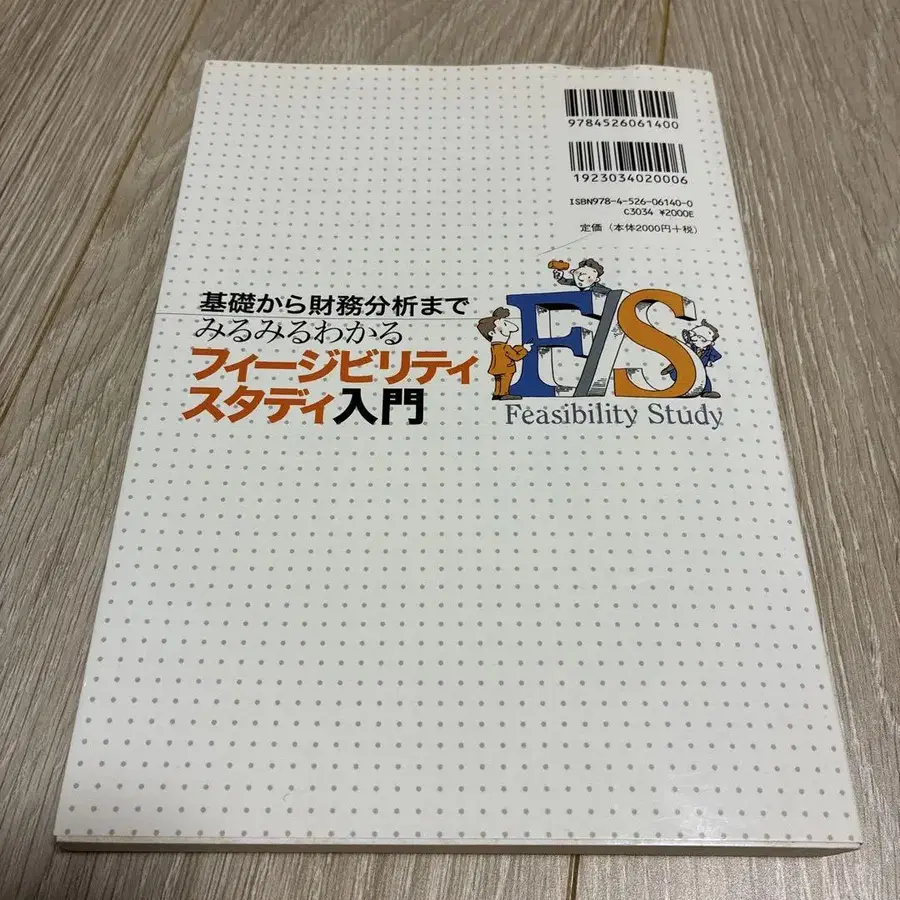 9784526061400
1923034020006
ISBN978-4-526-06140-0
C3034 ¥2000E
定価（本体2000円＋税）
基礎から財務分析まで
みるみるわかる
フィージビリティ
スタディ入門
F/S
Feasibility Study